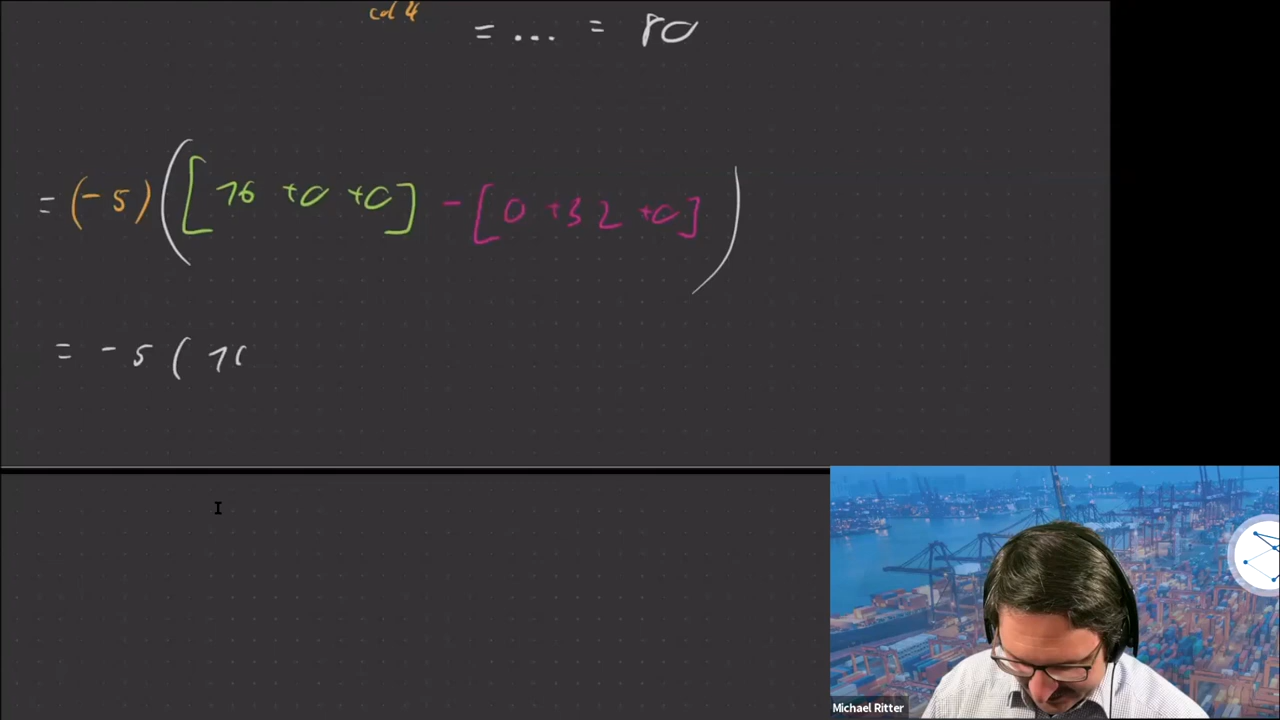 col 4
= ... = 80
= (-5) ( [ 16 +0 +0 ] - [ 0 +32 +0 ] )
= -5 ( 16
Michael Ritter